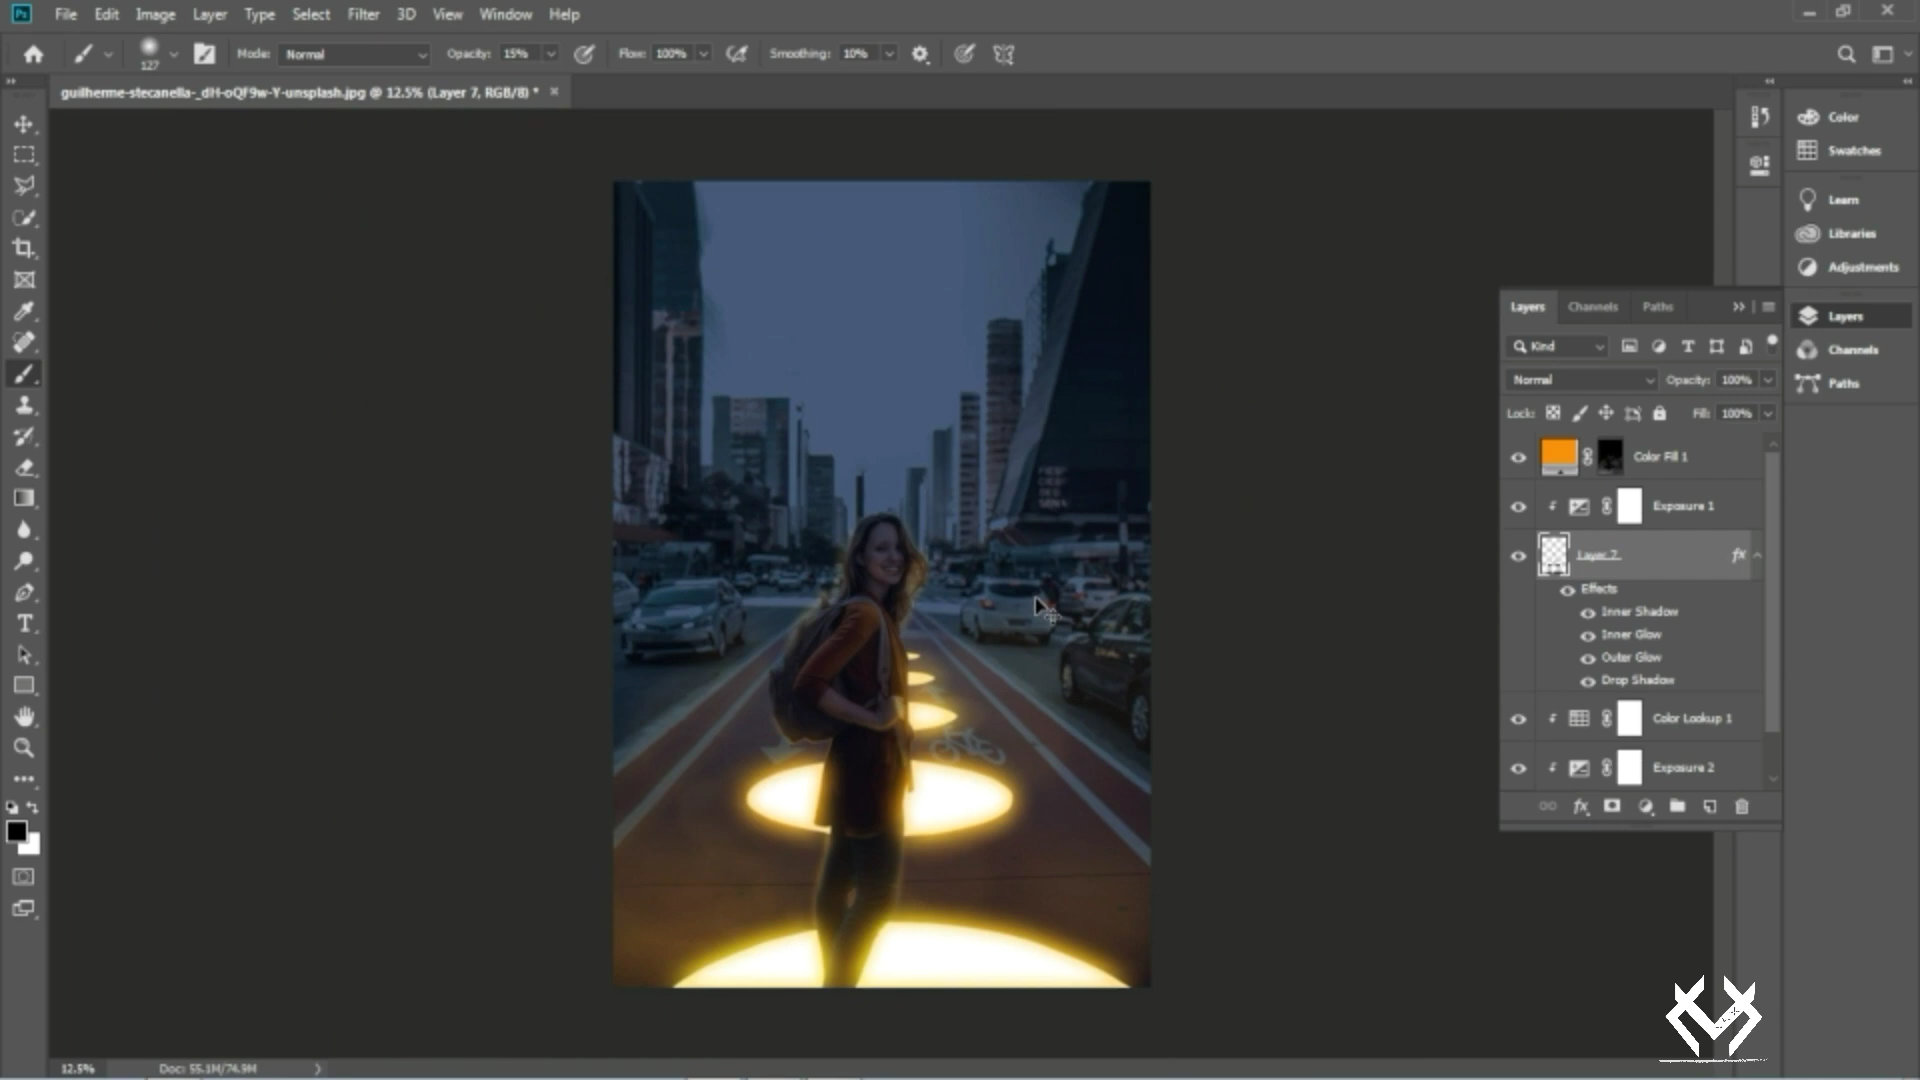 Ps File Edit Image Layer Type Select Filter 3D View Window Help
127 Mode: Normal Opacity: 15% Flow: 100% Smoothing: 10%
guilherme-stecanella-_dH-oQF9w-Y-unsplash.jpg @ 12.5% (Layer 7, RGB/8) *
Color
Swatches
Learn
Libraries
Adjustments
Layers
Channels
Paths
Layers Channels Paths
Kind
Normal Opacity: 100%
Lock: Fill: 100%
Color Fill 1
Exposure 1
Layer 7 fx
Effects
Inner Shadow
Inner Glow
Outer Glow
Drop Shadow
Color Lookup 1
Exposure 2
fx
12.5% Doc: 55.1M/74.9M